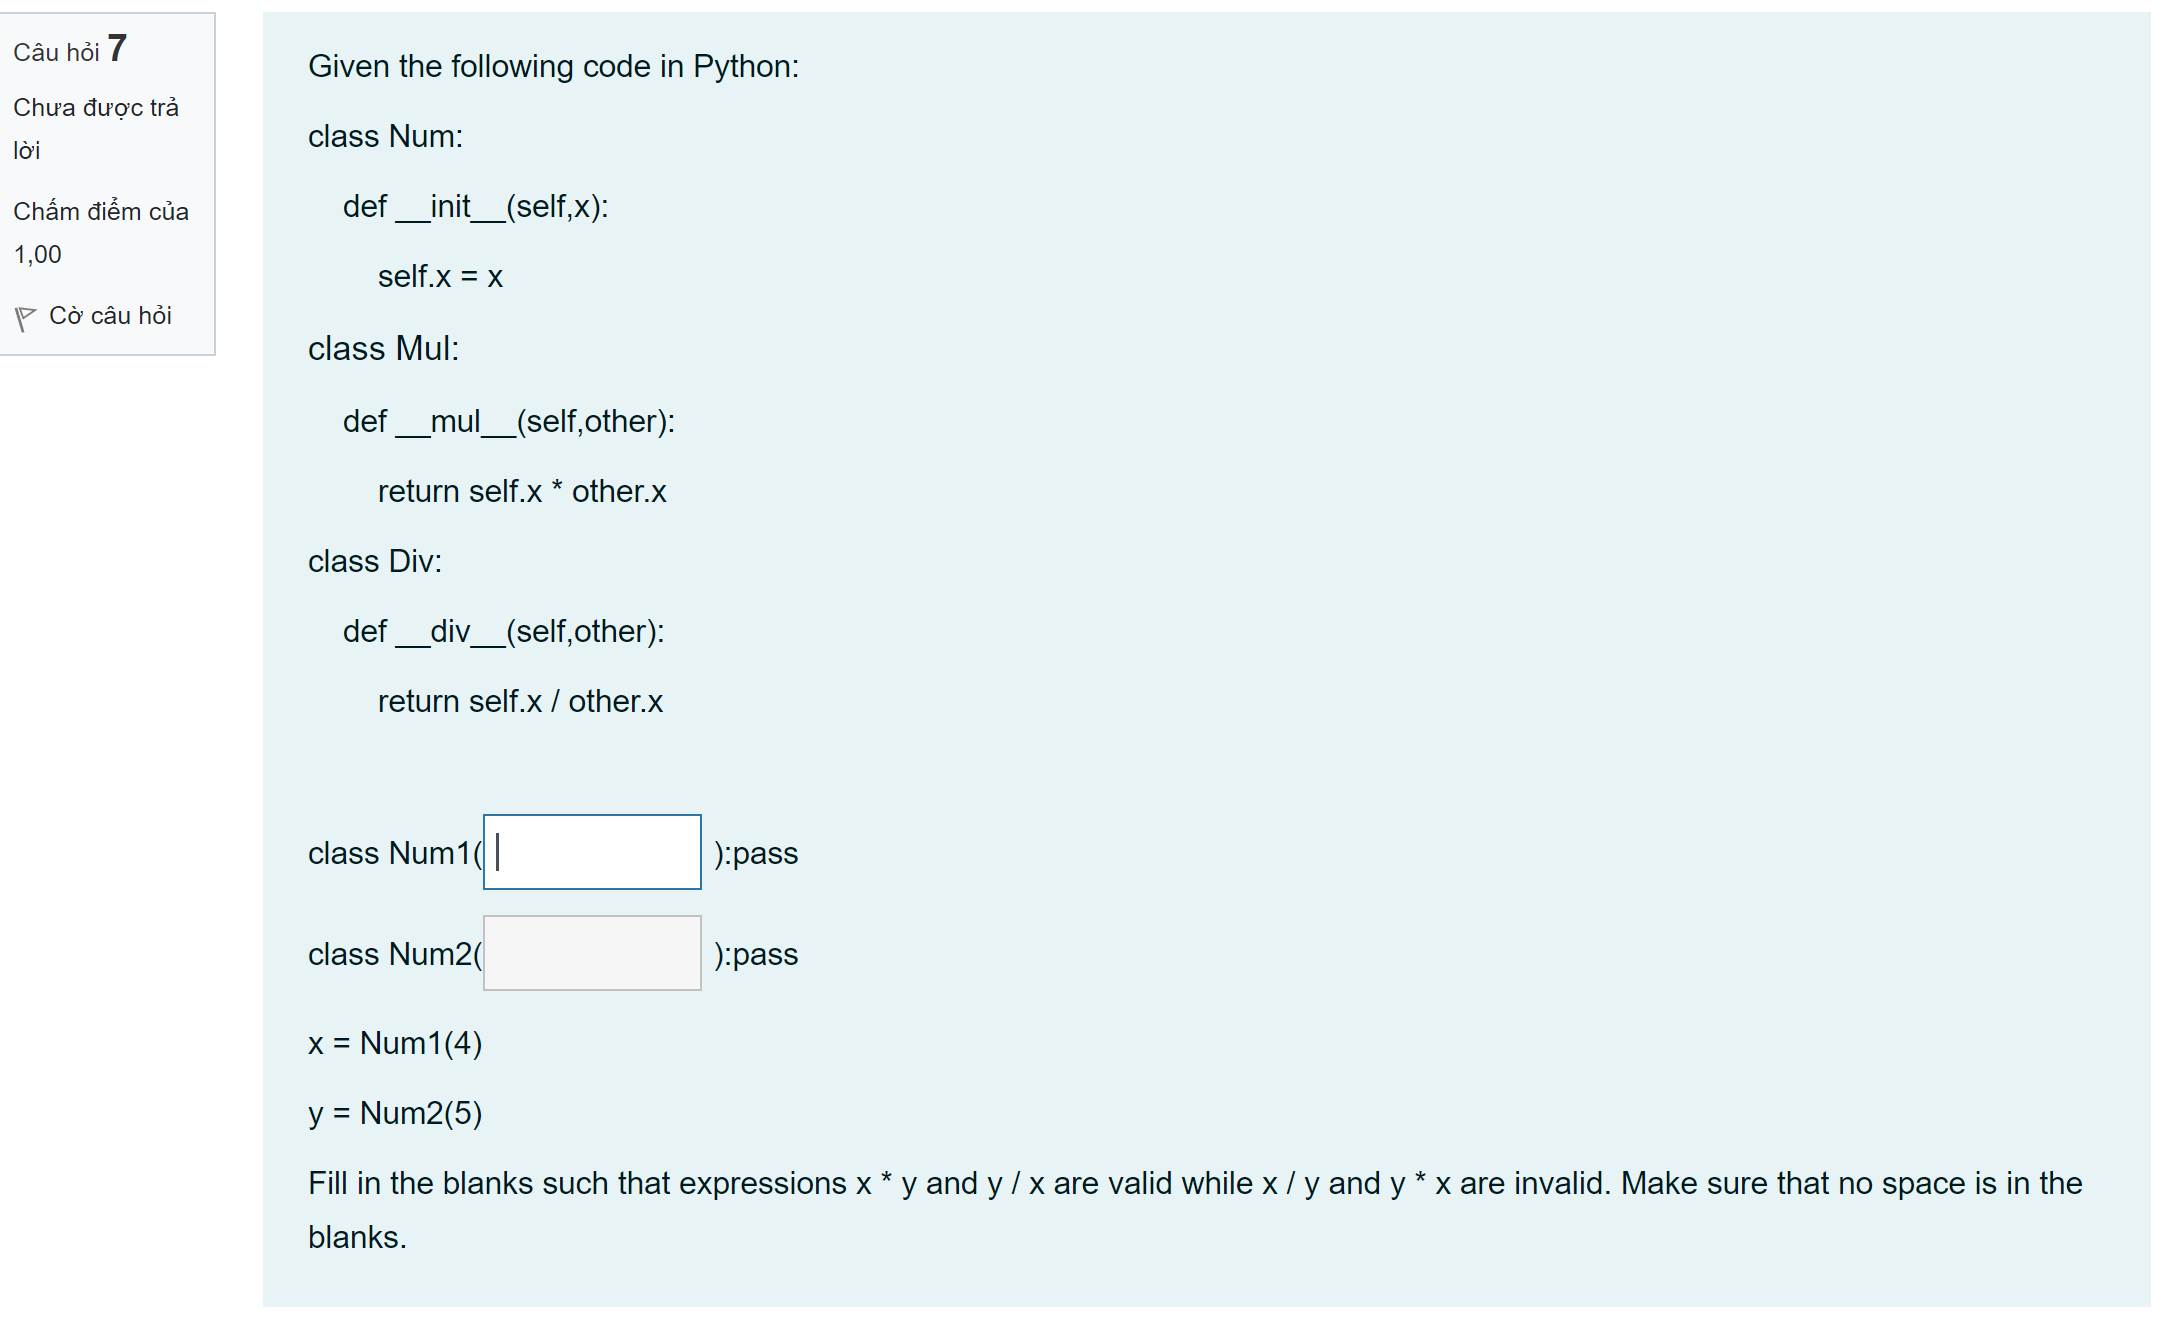 Câu hỏi 7
Chưa được trả
lời
Chấm điểm của
1,00
Cờ câu hỏi
Given the following code in Python:
class Num:
def __init__(self,x):
self.x = x
class Mul:
def __mul__(self,other):
return self.x * other.x
class Div:
def __div__(self,other):
return self.x / other.x
class Num1( ):pass
class Num2( ):pass
x = Num1(4)
y = Num2(5)
Fill in the blanks such that expressions x * y and y / x are valid while x / y and y * x are invalid. Make sure that no space is in the
blanks.